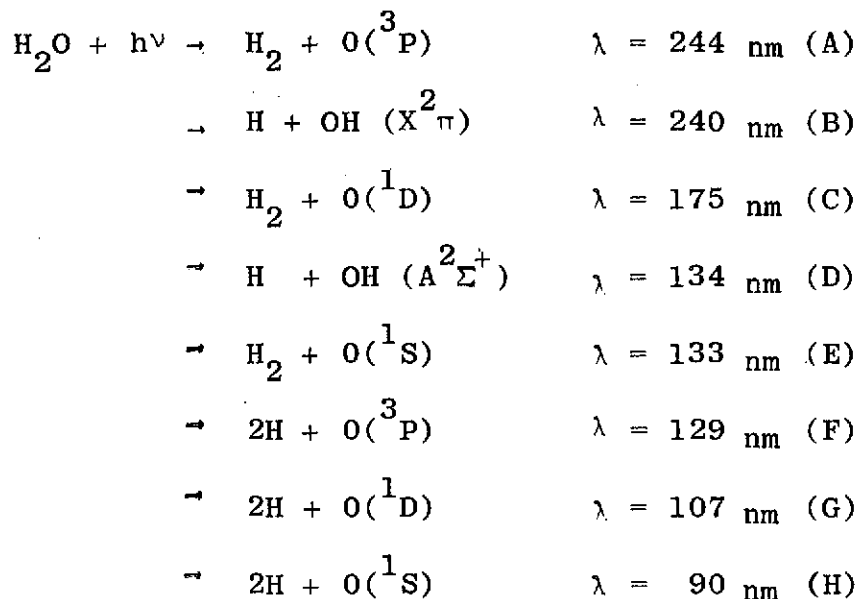 H₂O + hν → H₂ + O(³P) λ = 244 nm (A)
→ H + OH (X²π) λ = 240 nm (B)
→ H₂ + O(¹D) λ = 175 nm (C)
→ H + OH (A²Σ⁺) λ = 134 nm (D)
→ H₂ + O(¹S) λ = 133 nm (E)
→ 2H + O(³P) λ = 129 nm (F)
→ 2H + O(¹D) λ = 107 nm (G)
→ 2H + O(¹S) λ = 90 nm (H)